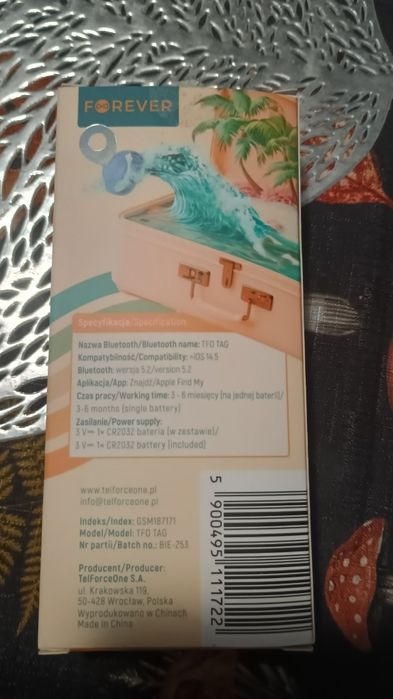 FOREVER
Specyfikacja/Specification
Nazwa Bluetooth/Bluetooth name: TFO TAG
Kompatybilność/Compatibility: >iOS 14.5
Bluetooth: wersja 5.2/version 5.2
Aplikacja/App: Znajdź/Apple Find My
Czas pracy/Working time: 3 - 6 miesięcy (na jednej baterii)/
3-6 months (single battery)
Zasilanie/Power supply:
3 V⎓ 1× CR2032 bateria (w zestawie)/
3 V⎓ 1× CR2032 battery (included)
www.telforceone.pl
info@telforceone.pl
Indeks/Index: GSM187171
Model/Model: TFO TAG
Nr partii/Batch no.: BIE-253
Producent/Producer:
TelForceOne S.A.
ul. Krakowska 119,
50-428 Wrocław, Polska
Wyprodukowano w Chinach
Made in China
5 900495 111722